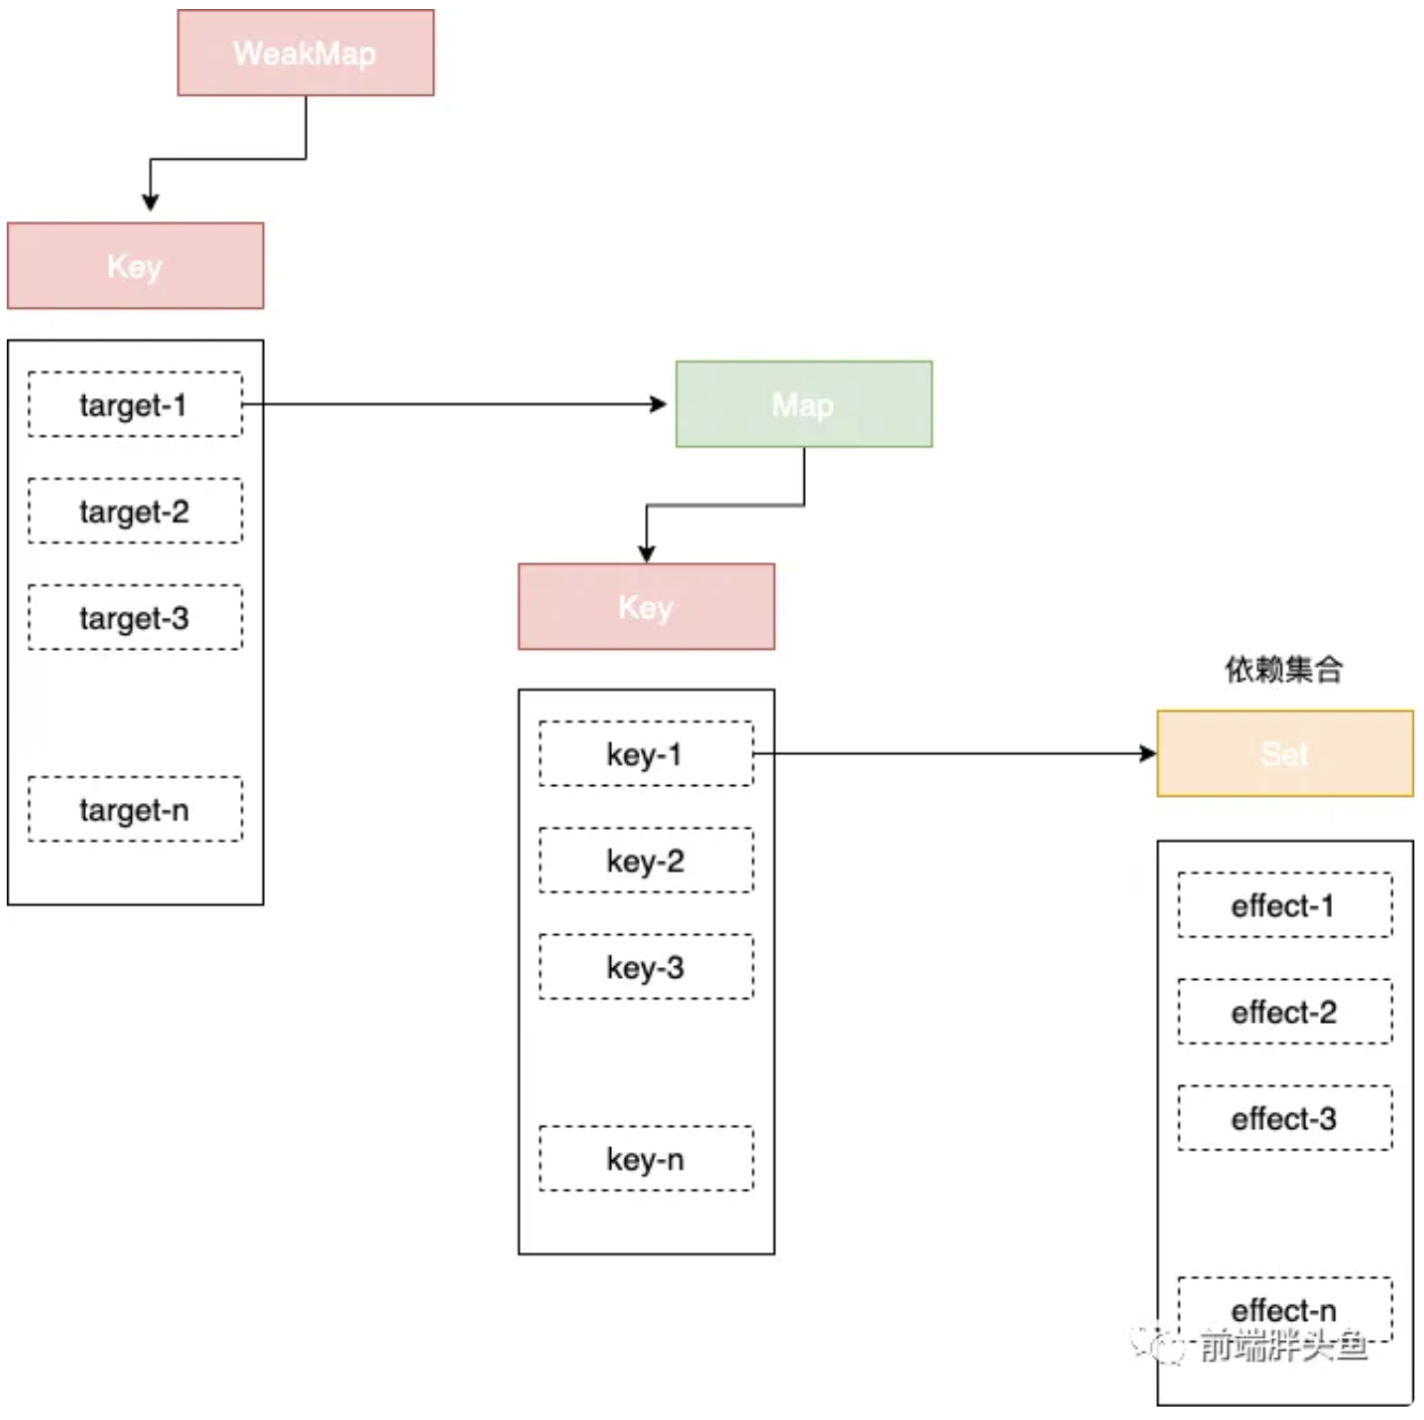 WeakMap
Key
target-1
target-2
target-3
target-n
Map
Key
key-1
key-2
key-3
key-n
依赖集合
Set
effect-1
effect-2
effect-3
effect-n
前端胖头鱼